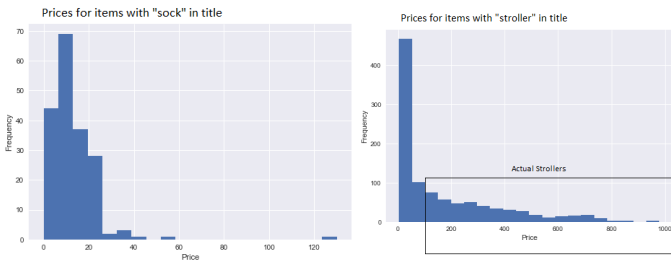 Prices for items with "sock" in title
70
60
50
40
30
20
10
0
Frequency
0 20 40 60 80 100 120
Price
Prices for items with "stroller" in title
400
300
200
100
0
Frequency
Actual Strollers
0 200 400 600 800 1000
Price